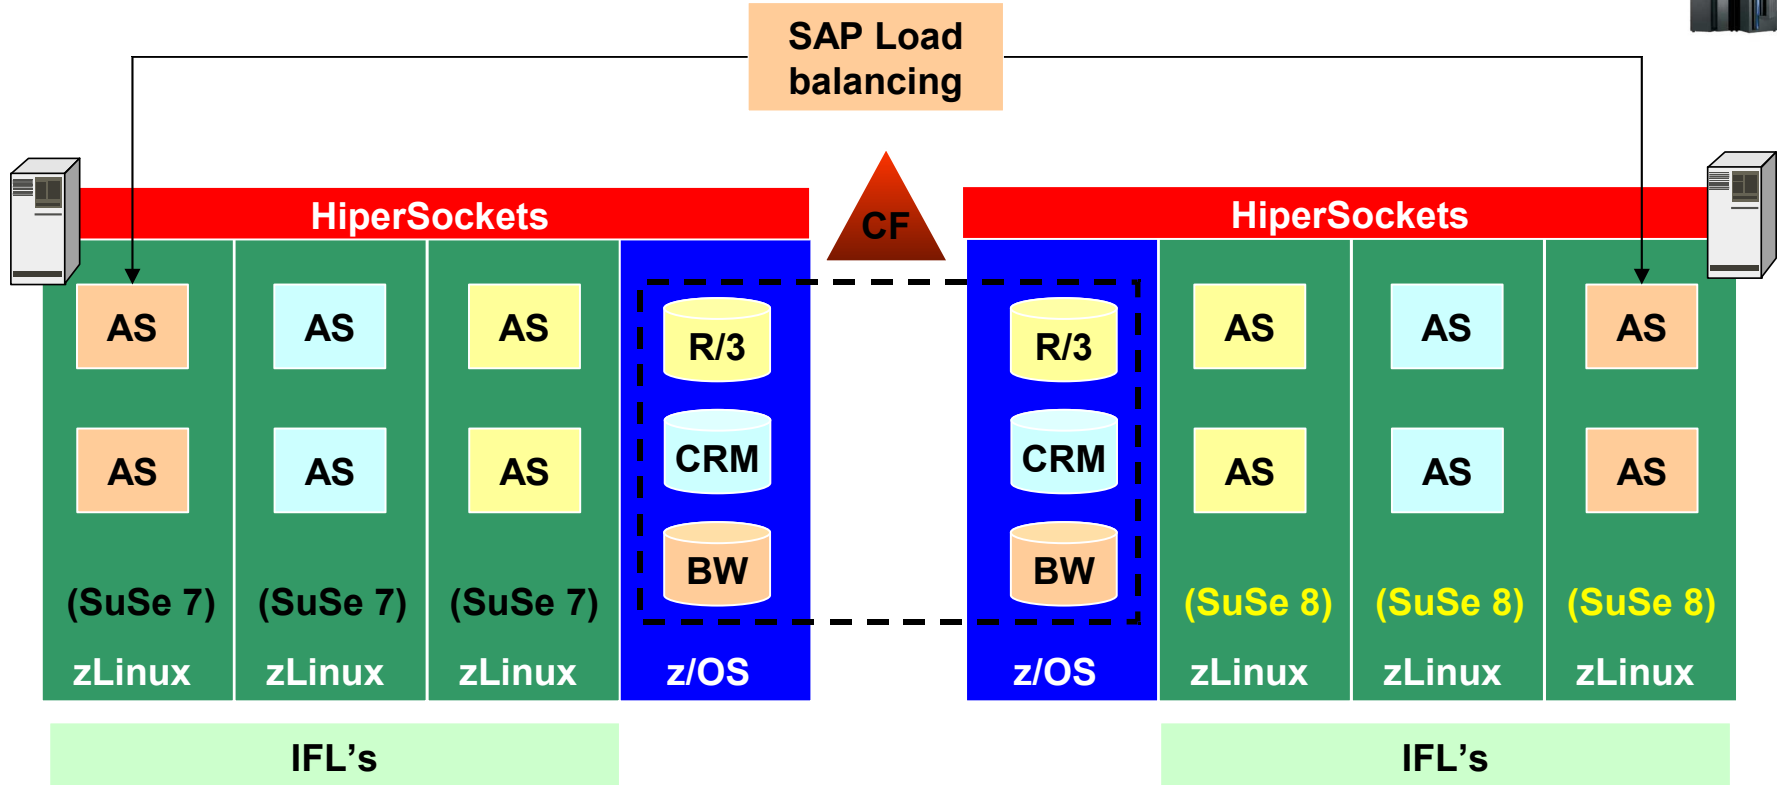 SAP Load
balancing
HiperSockets
CF
HiperSockets
AS AS AS R/3 R/3 AS AS AS
AS AS AS CRM CRM AS AS AS
BW BW
(SuSe 7) (SuSe 7) (SuSe 7) (SuSe 8) (SuSe 8) (SuSe 8)
zLinux zLinux zLinux z/OS z/OS zLinux zLinux zLinux
IFL’s IFL’s